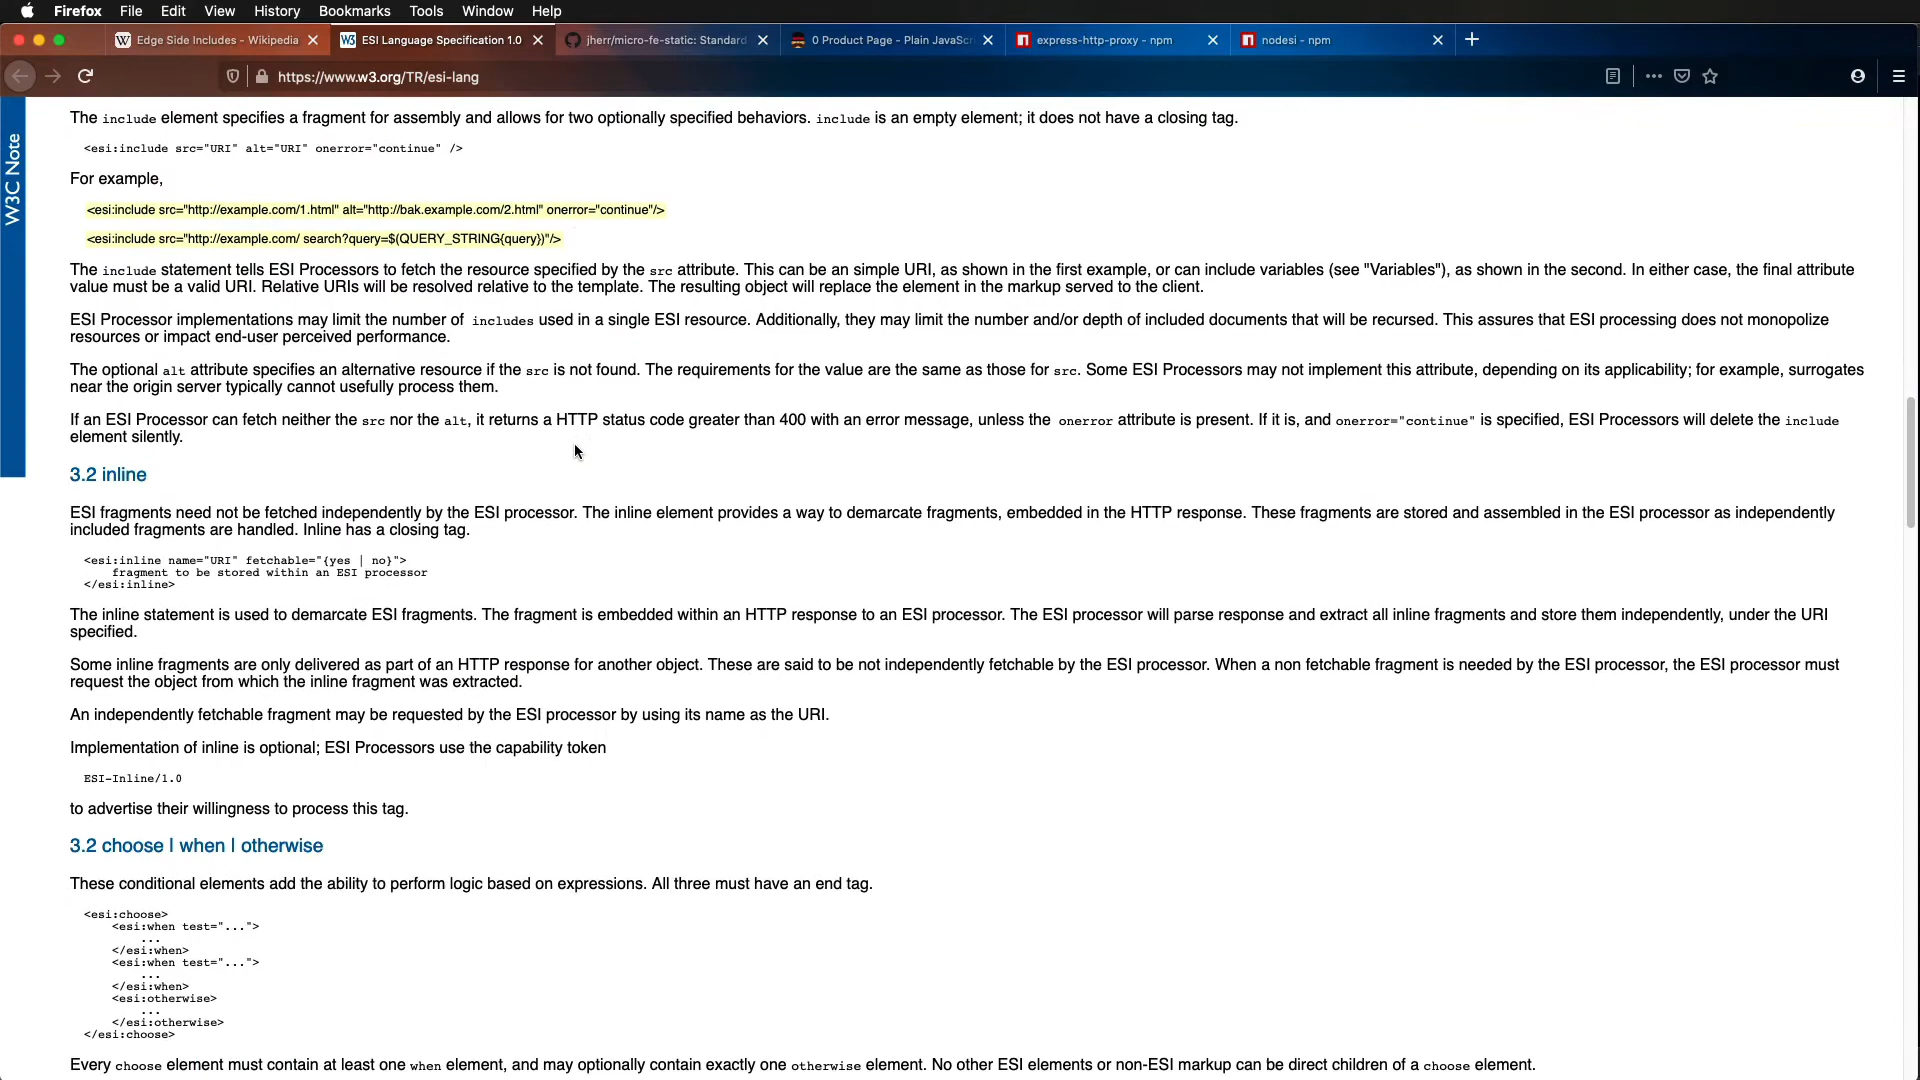 Firefox File Edit View History Bookmarks Tools Window Help
Edge Side Includes - Wikipedia
ESI Language Specification 1.0
jherr/micro-fe-static: Standard
0 Product Page - Plain JavaScri
express-http-proxy - npm
nodesi - npm
https://www.w3.org/TR/esi-lang
W3C Note
The include element specifies a fragment for assembly and allows for two optionally specified behaviors. include is an empty element; it does not have a closing tag.
<esi:include src="URI" alt="URI" onerror="continue" />
For example,
<esi:include src="http://example.com/1.html" alt="http://bak.example.com/2.html" onerror="continue"/>
<esi:include src="http://example.com/ search?query=$(QUERY_STRING{query})"/>
The include statement tells ESI Processors to fetch the resource specified by the src attribute. This can be an simple URI, as shown in the first example, or can include variables (see "Variables"), as shown in the second. In either case, the final attribute
value must be a valid URI. Relative URIs will be resolved relative to the template. The resulting object will replace the element in the markup served to the client.
ESI Processor implementations may limit the number of includes used in a single ESI resource. Additionally, they may limit the number and/or depth of included documents that will be recursed. This assures that ESI processing does not monopolize
resources or impact end-user perceived performance.
The optional alt attribute specifies an alternative resource if the src is not found. The requirements for the value are the same as those for src. Some ESI Processors may not implement this attribute, depending on its applicability; for example, surrogates
near the origin server typically cannot usefully process them.
If an ESI Processor can fetch neither the src nor the alt, it returns a HTTP status code greater than 400 with an error message, unless the onerror attribute is present. If it is, and onerror="continue" is specified, ESI Processors will delete the include
element silently.
3.2 inline
ESI fragments need not be fetched independently by the ESI processor. The inline element provides a way to demarcate fragments, embedded in the HTTP response. These fragments are stored and assembled in the ESI processor as independently
included fragments are handled. Inline has a closing tag.
<esi:inline name="URI" fetchable="{yes | no}">
fragment to be stored within an ESI processor
</esi:inline>
The inline statement is used to demarcate ESI fragments. The fragment is embedded within an HTTP response to an ESI processor. The ESI processor will parse response and extract all inline fragments and store them independently, under the URI
specified.
Some inline fragments are only delivered as part of an HTTP response for another object. These are said to be not independently fetchable by the ESI processor. When a non fetchable fragment is needed by the ESI processor, the ESI processor must
request the object from which the inline fragment was extracted.
An independently fetchable fragment may be requested by the ESI processor by using its name as the URI.
Implementation of inline is optional; ESI Processors use the capability token
ESI-Inline/1.0
to advertise their willingness to process this tag.
3.2 choose | when | otherwise
These conditional elements add the ability to perform logic based on expressions. All three must have an end tag.
<esi:choose>
<esi:when test="...">
...
</esi:when>
<esi:when test="...">
...
</esi:when>
<esi:otherwise>
...
</esi:otherwise>
</esi:choose>
Every choose element must contain at least one when element, and may optionally contain exactly one otherwise element. No other ESI elements or non-ESI markup can be direct children of a choose element.